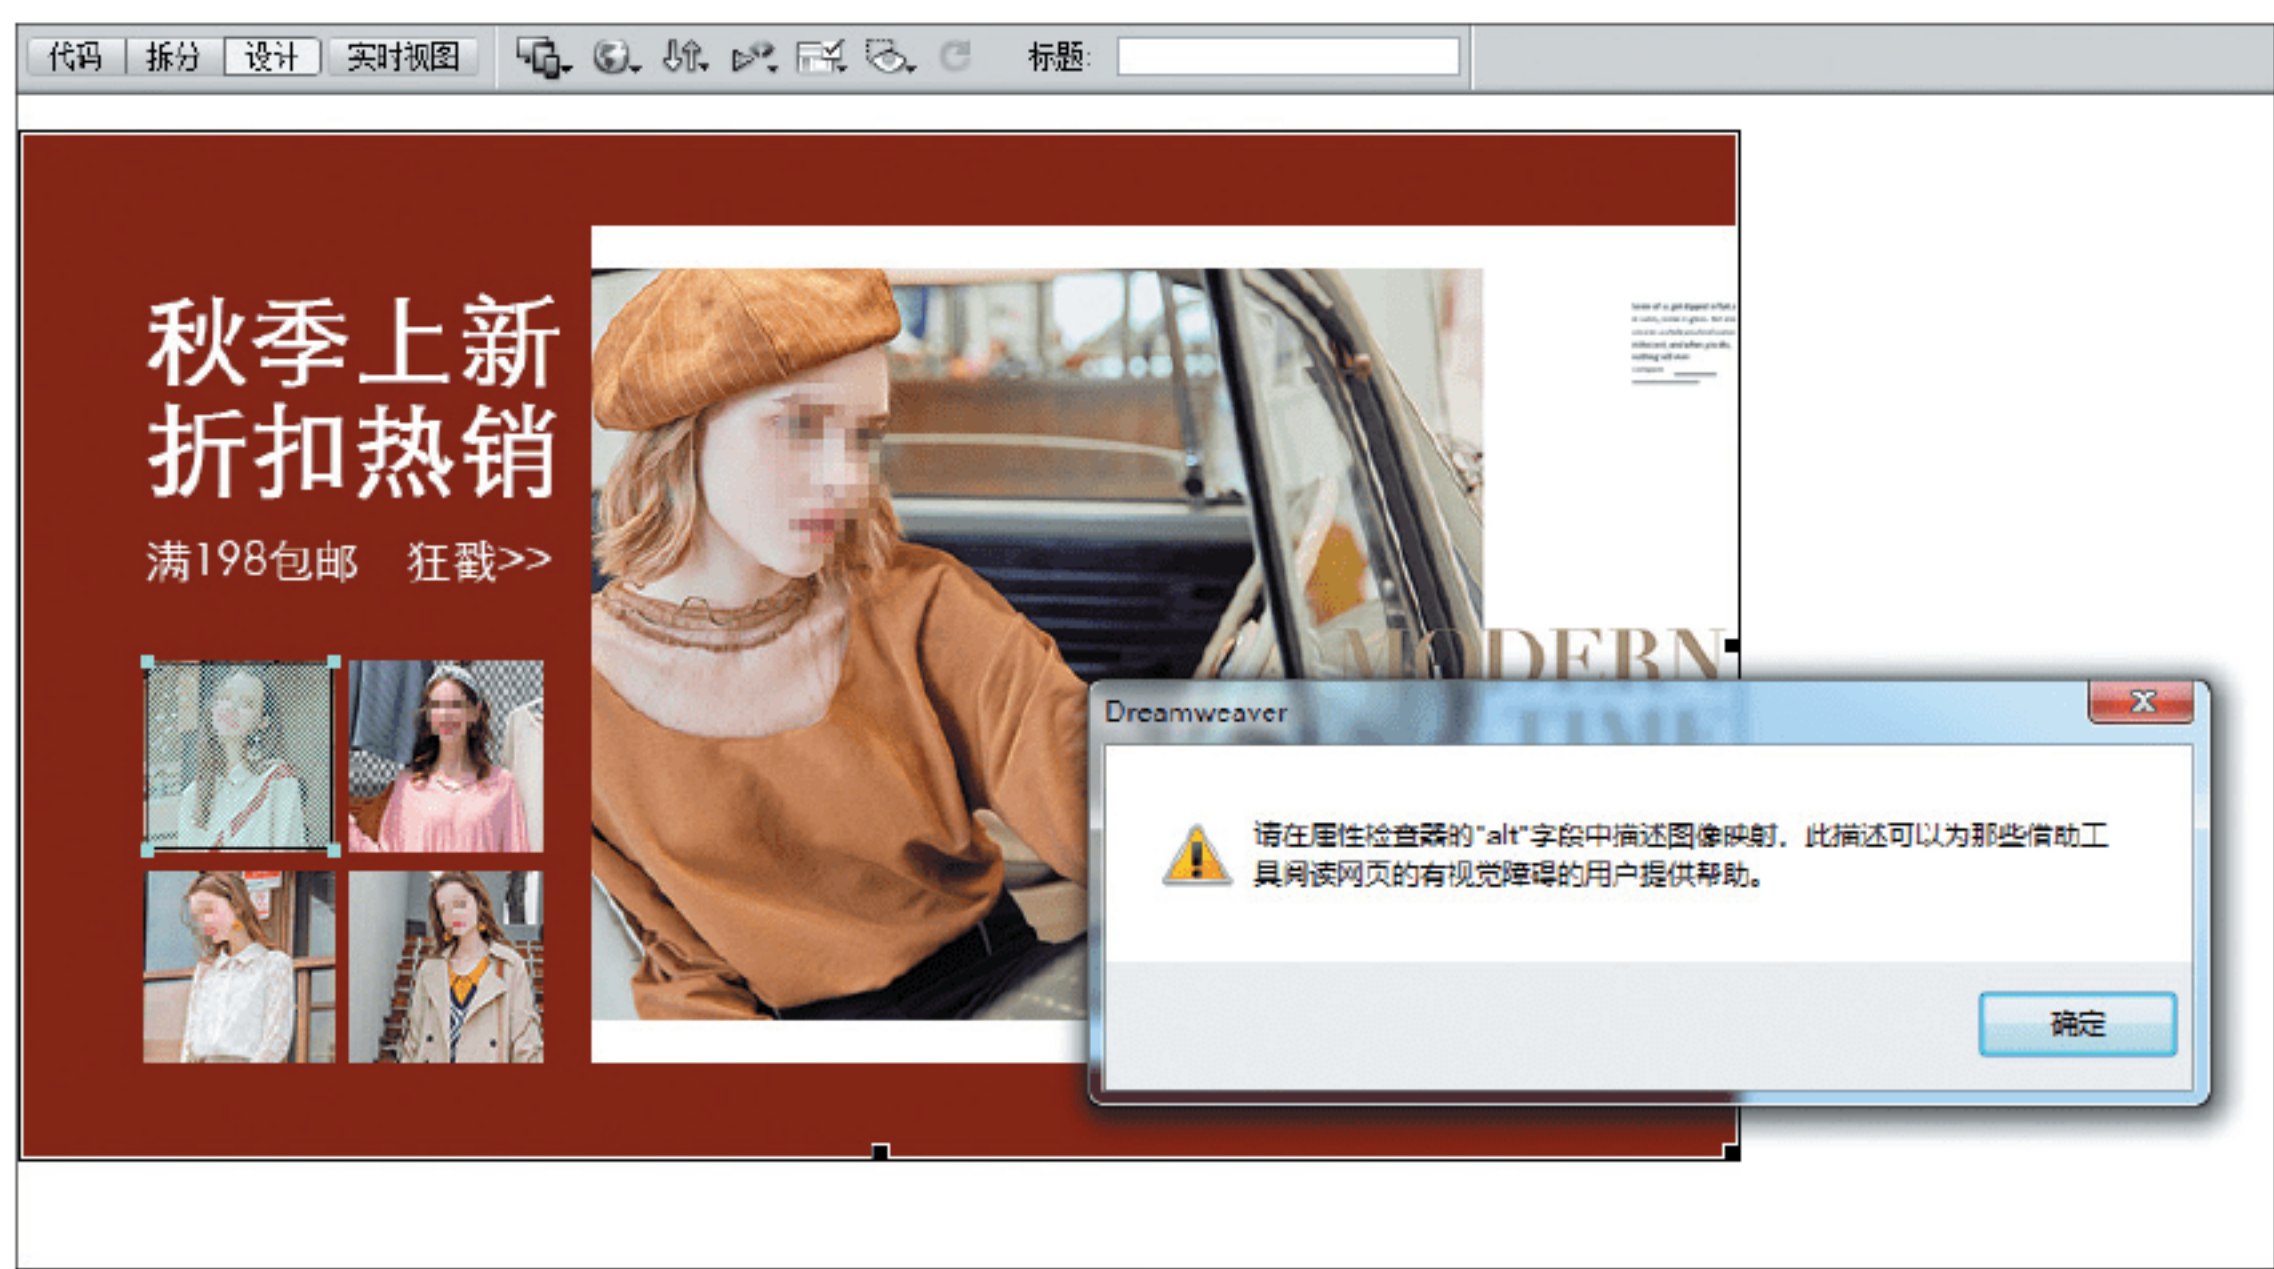 代码 拆分 设计 实时视图 标题:
秋季上新
折扣热销
满198包邮 狂戳>>
MODERN
TIME
Dreamweaver
请在属性检查器的"alt"字段中描述图像映射，此描述可以为那些借助工
具阅读网页的有视觉障碍的用户提供帮助。
确定